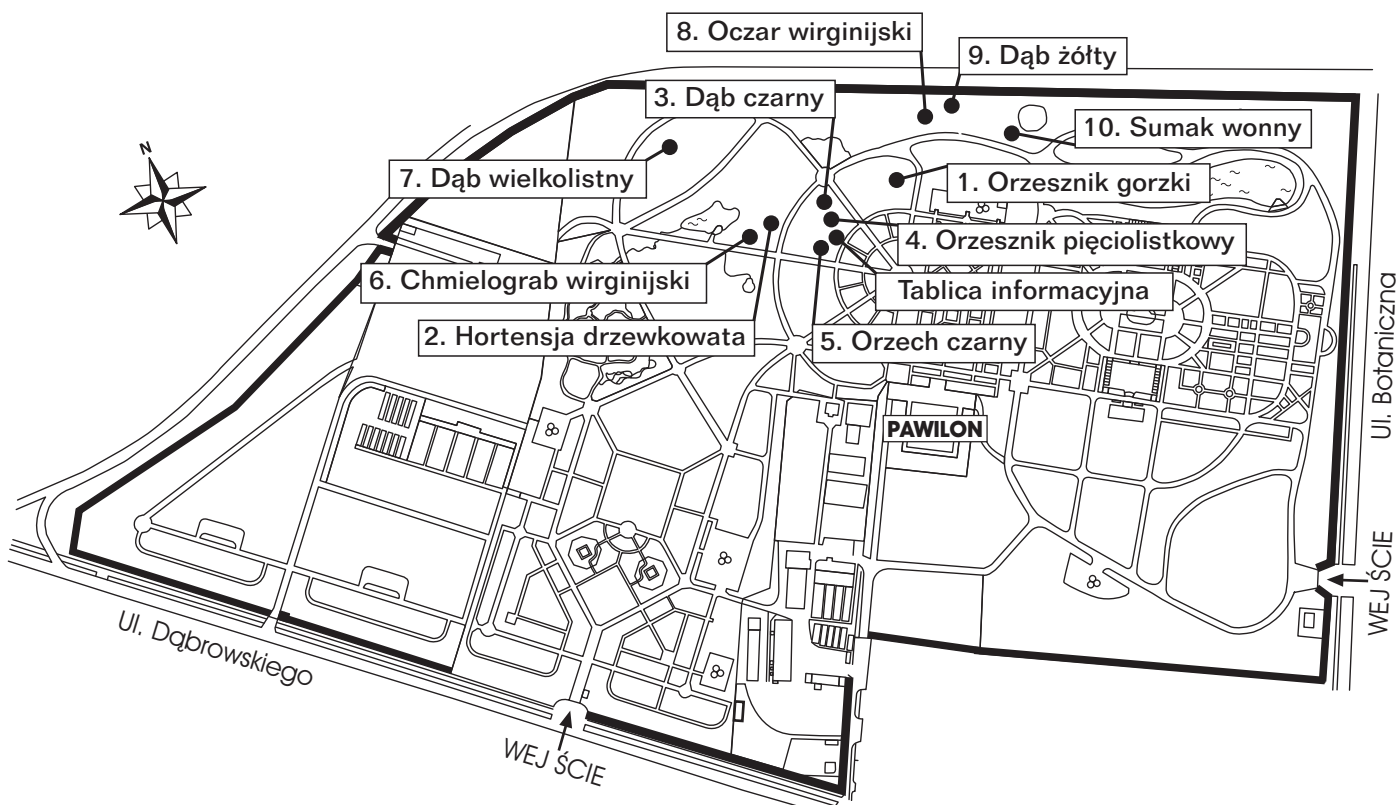 8. Oczar wirginijski
9. Dąb żółty
3. Dąb czarny
10. Sumak wonny
N
7. Dąb wielkolistny
1. Orzesznik gorzki
4. Orzesznik pięciolistkowy
6. Chmielograb wirginijski
Tablica informacyjna
2. Hortensja drzewkowata
5. Orzech czarny
Ul. Botaniczna
PAWILON
WEJ ŚCIE
Ul. Dąbrowskiego
WEJ ŚCIE